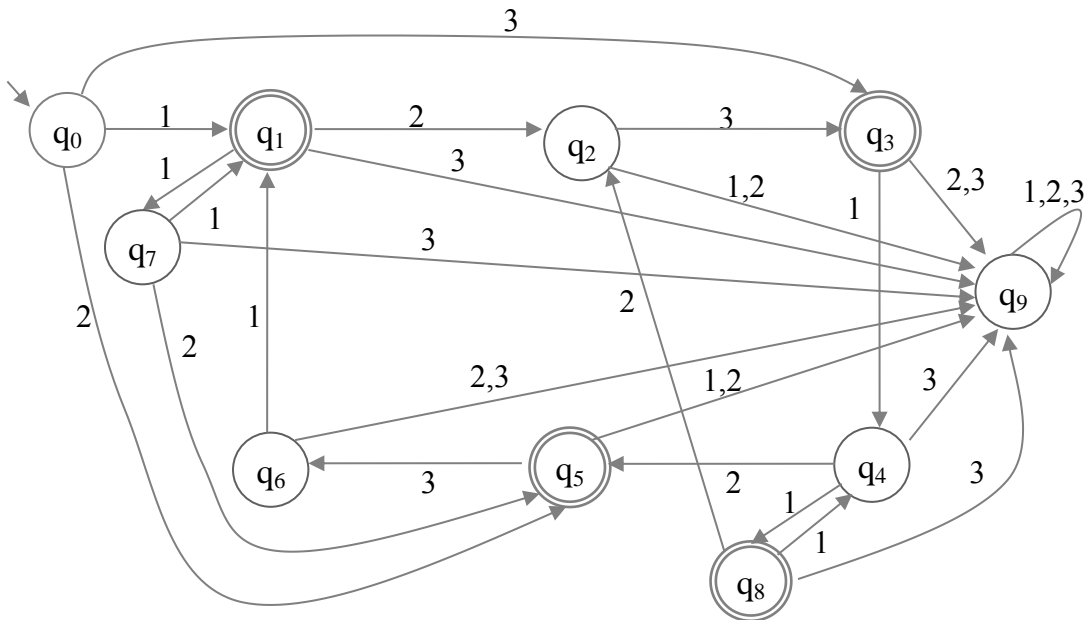 3
q₀ 1 q₁ 2 q₂ 3 q₃
1 3 1,2 2,3 1,2,3
1 1
q₇ 3 q₉
2 2 1 2
2,3 1,2 3
q₆ 3 q₅ 2 q₄ 3
1
1
q₈